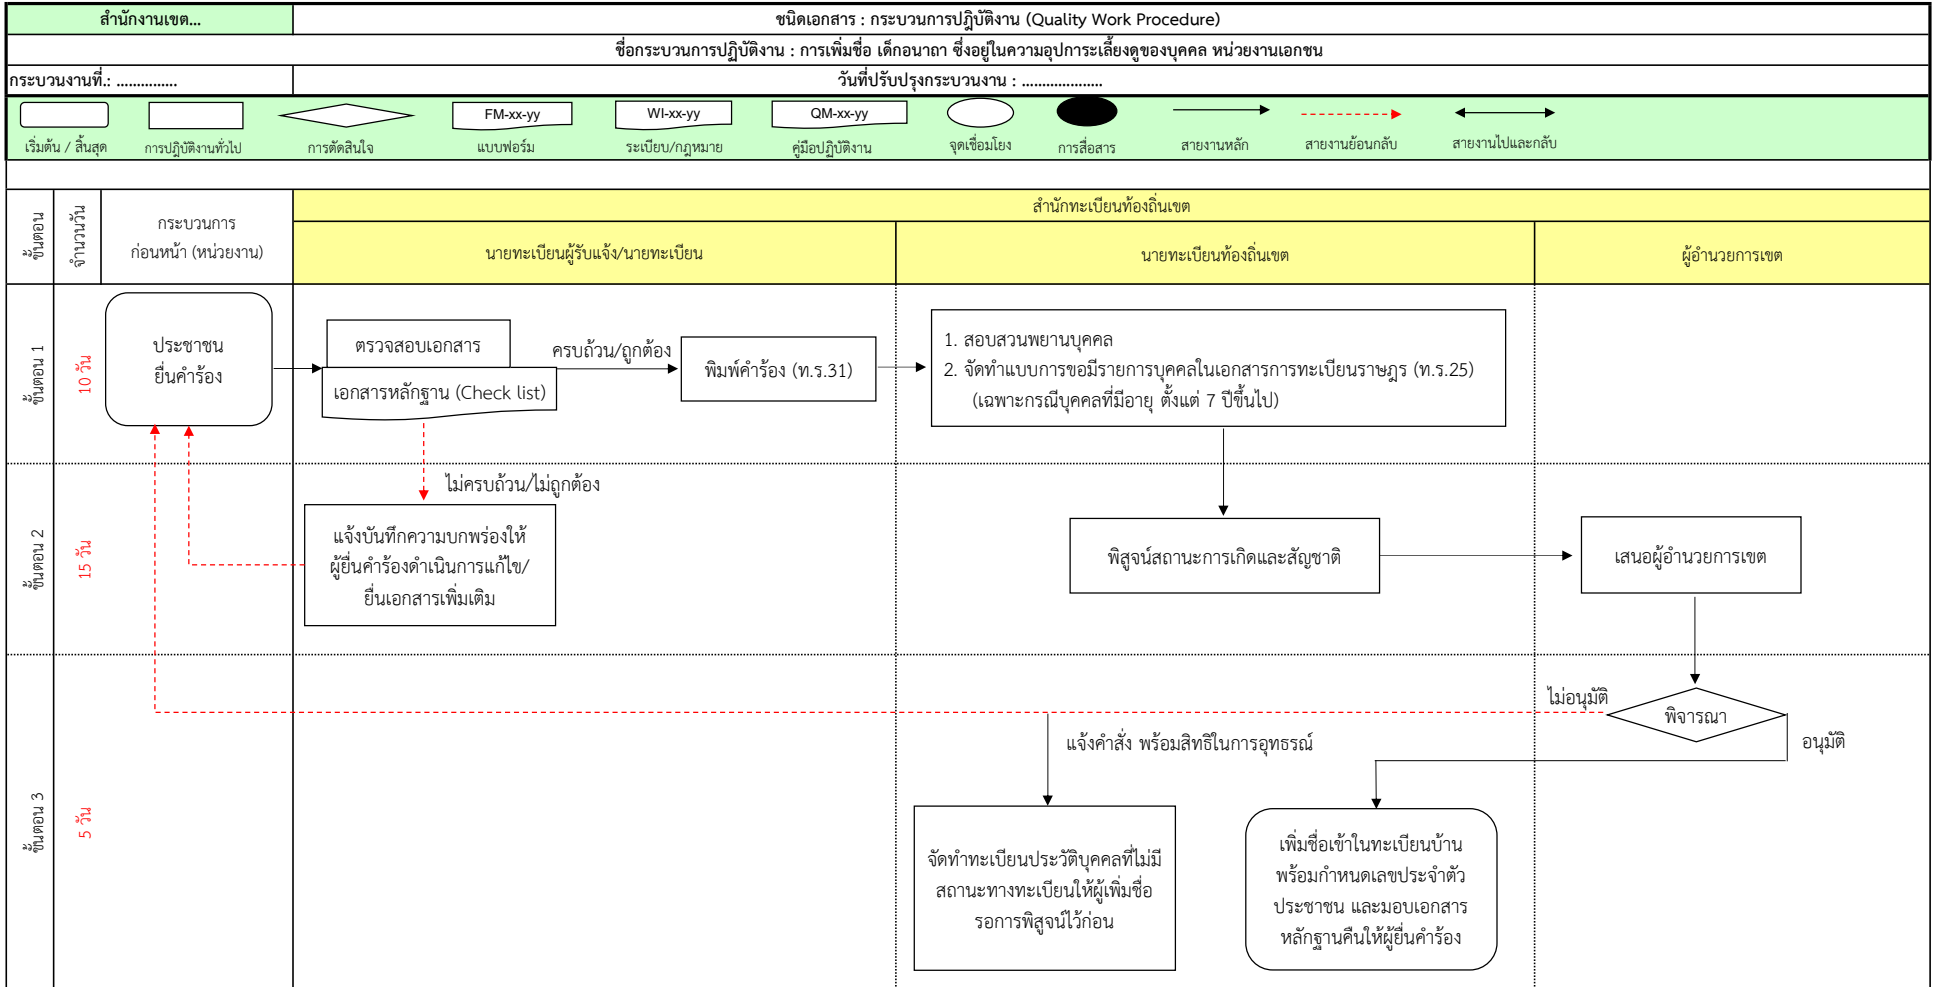 สำนักงานเขต...
ชนิดเอกสาร : กระบวนการปฎิบัติงาน (Quality Work Procedure)
ชื่อกระบวนการปฏิบัติงาน : การเพิ่มชื่อ เด็กอนาถา ซึ่งอยู่ในความอุปการะเลี้ยงดูของบุคคล หน่วยงานเอกชน
กระบวนงานที่.: ...............
วันที่ปรับปรุงกระบวนงาน : ....................
FM-xx-yy
WI-xx-yy
QM-xx-yy
เริ่มต้น / สิ้นสุด
การปฎิบัติงานทั่วไป
การตัดสินใจ
แบบฟอร์ม
ระเบียบ/กฎหมาย
คู่มือปฏิบัติงาน
จุดเชื่อมโยง
การสื่อสาร
สายงานหลัก
สายงานย้อนกลับ
สายงานไปและกลับ
ขั้นตอน
จำนวนวัน
กระบวนการ
ก่อนหน้า (หน่วยงาน)
สำนักทะเบียนท้องถิ่นเขต
นายทะเบียนผู้รับแจ้ง/นายทะเบียน
นายทะเบียนท้องถิ่นเขต
ผู้อำนวยการเขต
ขั้นตอน 1
10 วัน
ประชาชน
ยื่นคำร้อง
ตรวจสอบเอกสาร
เอกสารหลักฐาน (Check list)
ครบถ้วน/ถูกต้อง
พิมพ์คำร้อง (ท.ร.31)
1. สอบสวนพยานบุคคล
2. จัดทำแบบการขอมีรายการบุคคลในเอกสารการทะเบียนราษฎร (ท.ร.25)
(เฉพาะกรณีบุคคลที่มีอายุ ตั้งแต่ 7 ปีขึ้นไป)
ขั้นตอน 2
15 วัน
ไม่ครบถ้วน/ไม่ถูกต้อง
แจ้งบันทึกความบกพร่องให้
ผู้ยื่นคำร้องดำเนินการแก้ไข/
ยื่นเอกสารเพิ่มเติม
พิสูจน์สถานะการเกิดและสัญชาติ
เสนอผู้อำนวยการเขต
ขั้นตอน 3
5 วัน
ไม่อนุมัติ
พิจารณา
อนุมัติ
แจ้งคำสั่ง พร้อมสิทธิในการอุทธรณ์
จัดทำทะเบียนประวัติบุคคลที่ไม่มี
สถานะทางทะเบียนให้ผู้เพิ่มชื่อ
รอการพิสูจน์ไว้ก่อน
เพิ่มชื่อเข้าในทะเบียนบ้าน
พร้อมกำหนดเลขประจำตัว
ประชาชน และมอบเอกสาร
หลักฐานคืนให้ผู้ยื่นคำร้อง